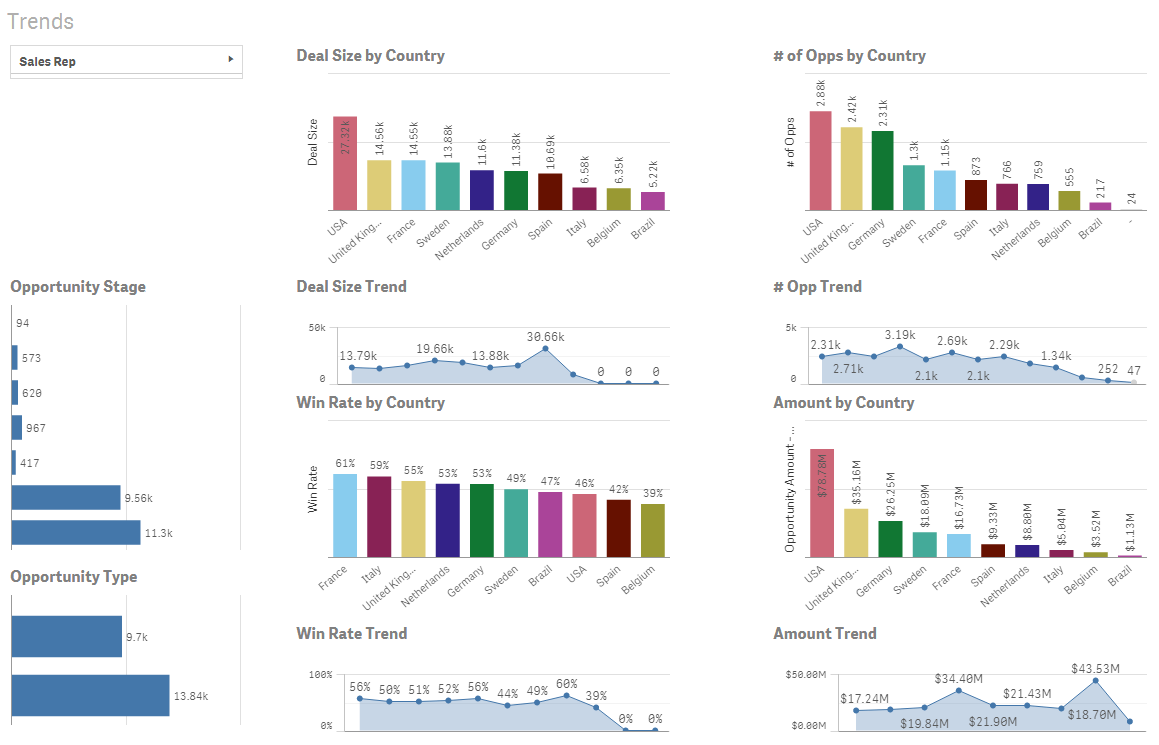 Trends
Sales Rep
Deal Size by Country
Deal Size
27.32k 14.56k 14.55k 13.88k 11.6k 11.38k 10.69k 6.58k 6.35k 5.22k
USA United King... France Sweden Netherlands Germany Spain Italy Belgium Brazil
# of Opps by Country
# of Opps
2.88k 2.42k 2.31k 1.3k 1.15k 873 766 759 555 217 24
USA United King... Germany Sweden France Spain Italy Netherlands Belgium Brazil -
Opportunity Stage
94
573
620
967
417
9.56k
11.3k
Deal Size Trend
50k
0
13.79k 19.66k 13.88k 30.66k 0 0 0
# Opp Trend
5k
0
2.31k 2.71k 3.19k 2.1k 2.69k 2.1k 2.29k 1.34k 252 47
Win Rate by Country
Win Rate
61% 59% 55% 53% 53% 49% 47% 46% 42% 39%
France Italy United King... Netherlands Germany Sweden Brazil USA Spain Belgium
Amount by Country
Opportunity Amount - ...
$78.78M $35.16M $26.25M $18.09M $16.73M $9.33M $8.80M $5.04M $3.52M $1.13M
USA United King... Germany Sweden France Spain Netherlands Italy Belgium Brazil
Opportunity Type
9.7k
13.84k
Win Rate Trend
100%
0%
56% 50% 51% 52% 56% 44% 49% 60% 39% 0% 0%
Amount Trend
$50.00M
$0.00M
$17.24M $19.84M $34.40M $21.90M $21.43M $18.70M $43.53M